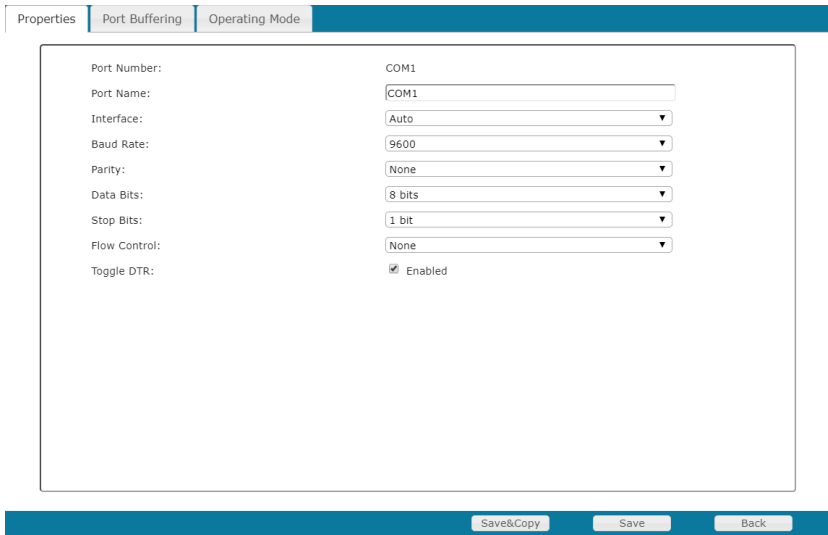 Properties Port Buffering Operating Mode
Port Number: COM1
Port Name: COM1
Interface: Auto
Baud Rate: 9600
Parity: None
Data Bits: 8 bits
Stop Bits: 1 bit
Flow Control: None
Toggle DTR: Enabled
Save&Copy Save Back